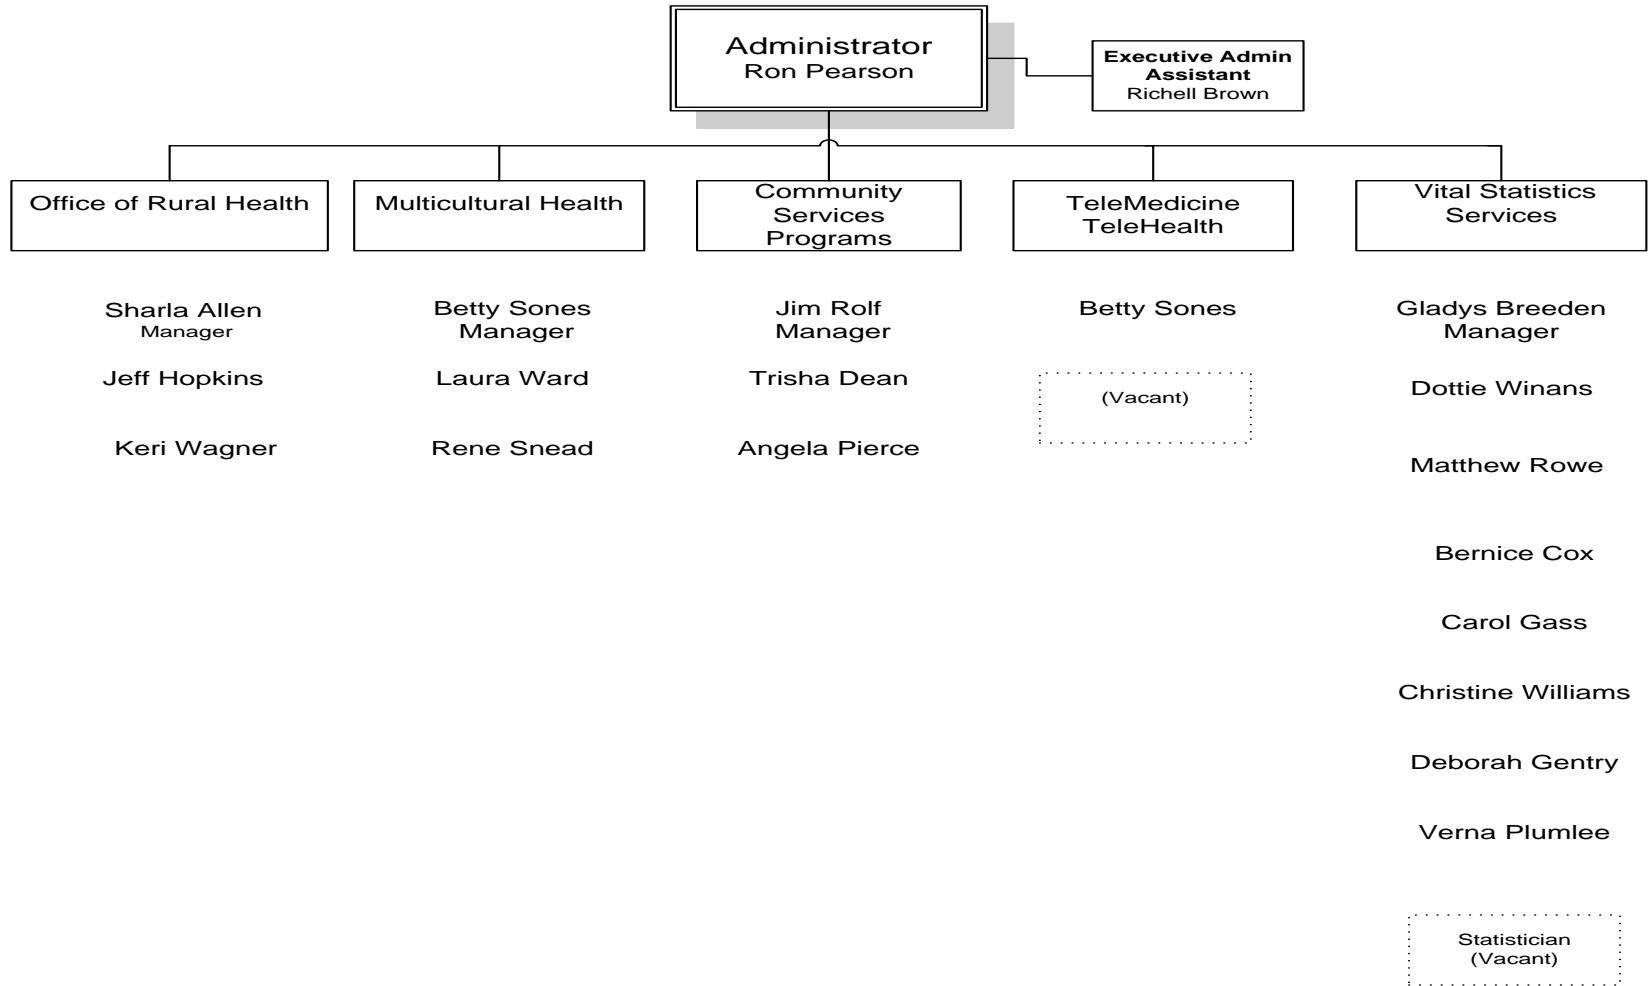 Administrator
Ron Pearson
Executive Admin
Assistant
Richell Brown
Office of Rural Health
Multicultural Health
Community
Services
Programs
TeleMedicine
TeleHealth
Vital Statistics
Services
Sharla Allen
Manager
Jeff Hopkins
Keri Wagner
Betty Sones
Manager
Laura Ward
Rene Snead
Jim Rolf
Manager
Trisha Dean
Angela Pierce
Betty Sones
(Vacant)
Gladys Breeden
Manager
Dottie Winans
Matthew Rowe
Bernice Cox
Carol Gass
Christine Williams
Deborah Gentry
Verna Plumlee
Statistician
(Vacant)